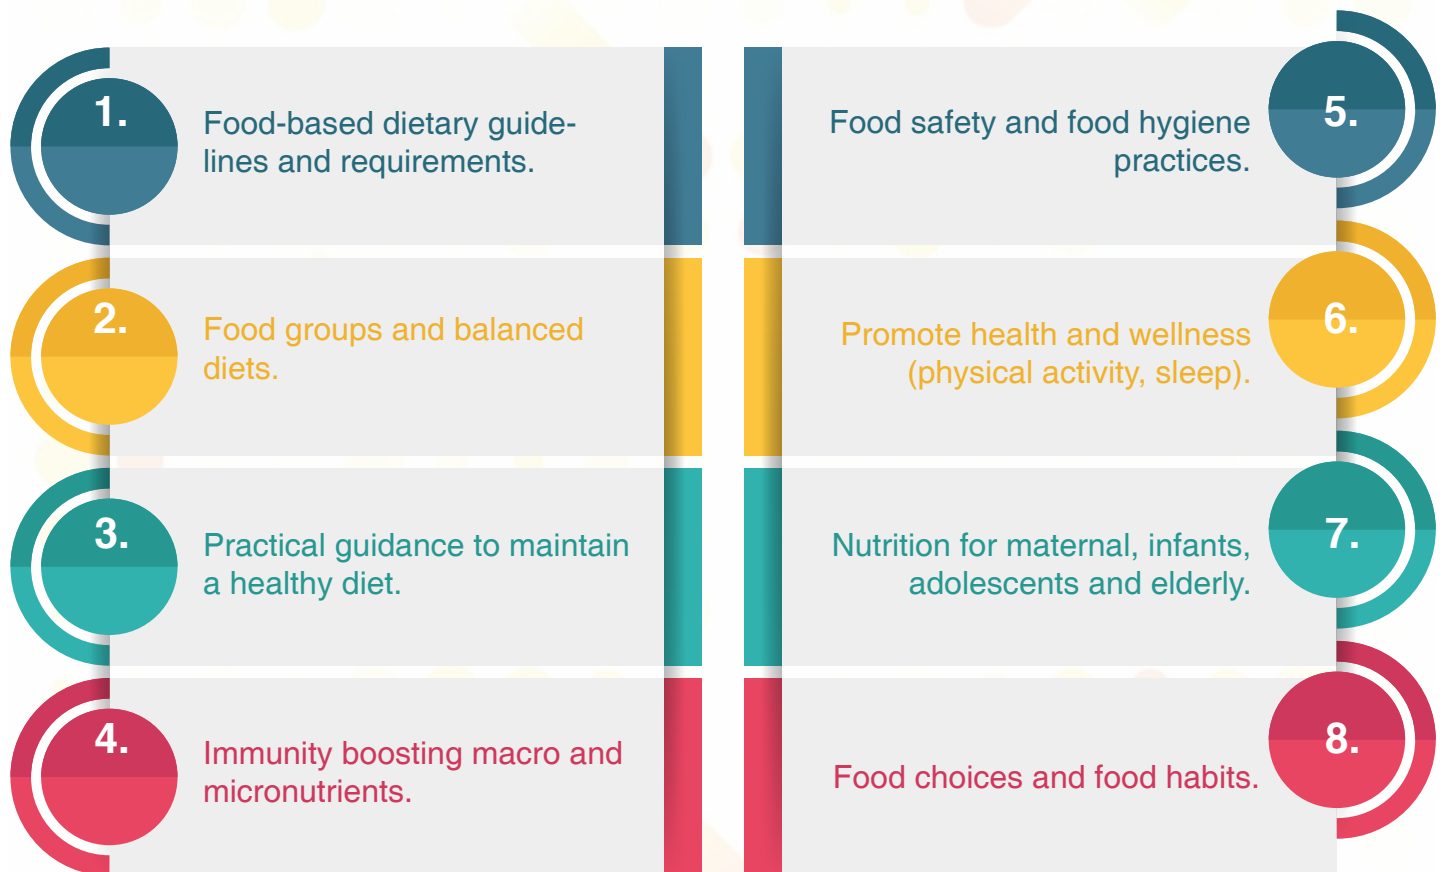 1.
Food-based dietary guide-
lines and requirements.
2.
Food groups and balanced
diets.
3.
Practical guidance to maintain
a healthy diet.
4.
Immunity boosting macro and
micronutrients.
5.
Food safety and food hygiene
practices.
6.
Promote health and wellness
(physical activity, sleep).
7.
Nutrition for maternal, infants,
adolescents and elderly.
8.
Food choices and food habits.